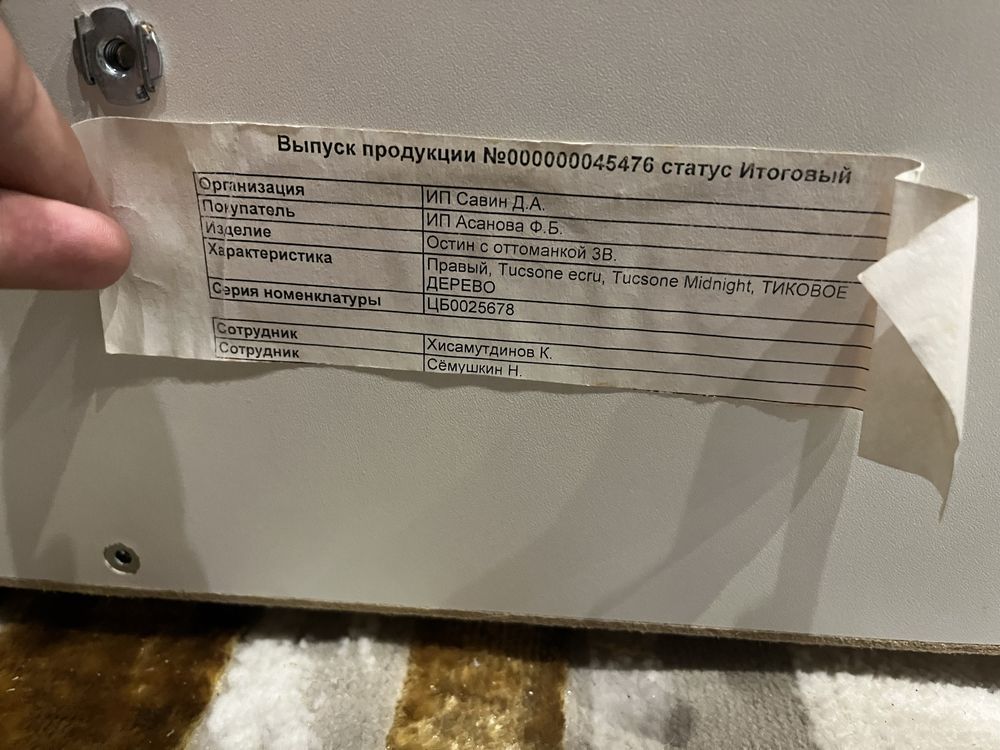 Выпуск продукции №000000045476 статус Итоговый
Организация ИП Савин Д.А.
Покупатель ИП Асанова Ф.Б.
Изделие Остин с оттоманкой 3В.
Характеристика Правый, Tucsone ecru, Tucsone Midnight, ТИКОВОЕ
ДЕРЕВО
Серия номенклатуры ЦБ0025678
Сотрудник Хисамутдинов К.
Сотрудник Сёмушкин Н.